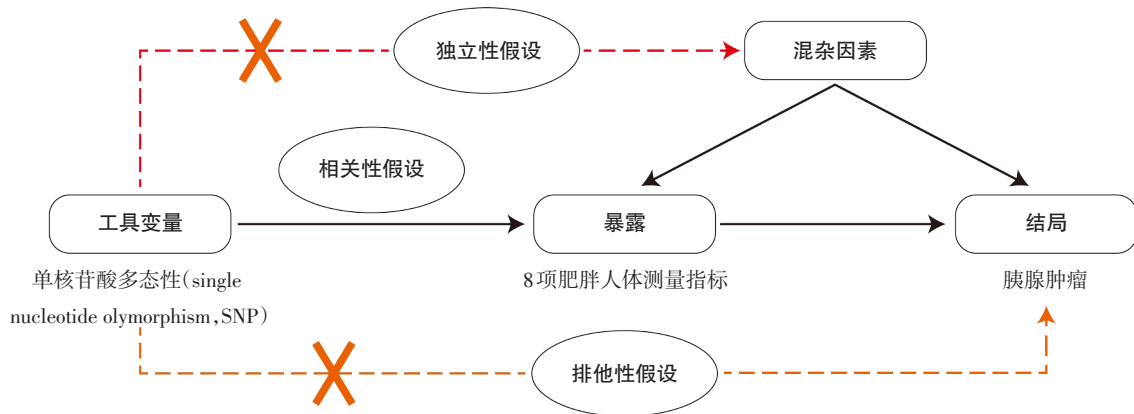 独立性假设
混杂因素
相关性假设
工具变量
暴露
结局
单核苷酸多态性(single
nucleotide olymorphism,SNP)
8项肥胖人体测量指标
胰腺肿瘤
排他性假设